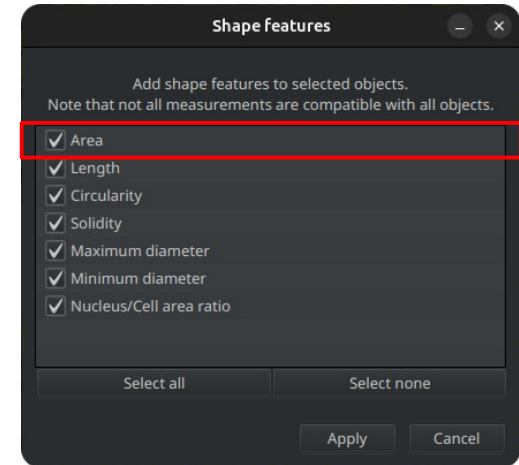 Shape features
Add shape features to selected objects.
Note that not all measurements are compatible with all objects.
Area
Length
Circularity
Solidity
Maximum diameter
Minimum diameter
Nucleus/Cell area ratio
Select all
Select none
Apply
Cancel